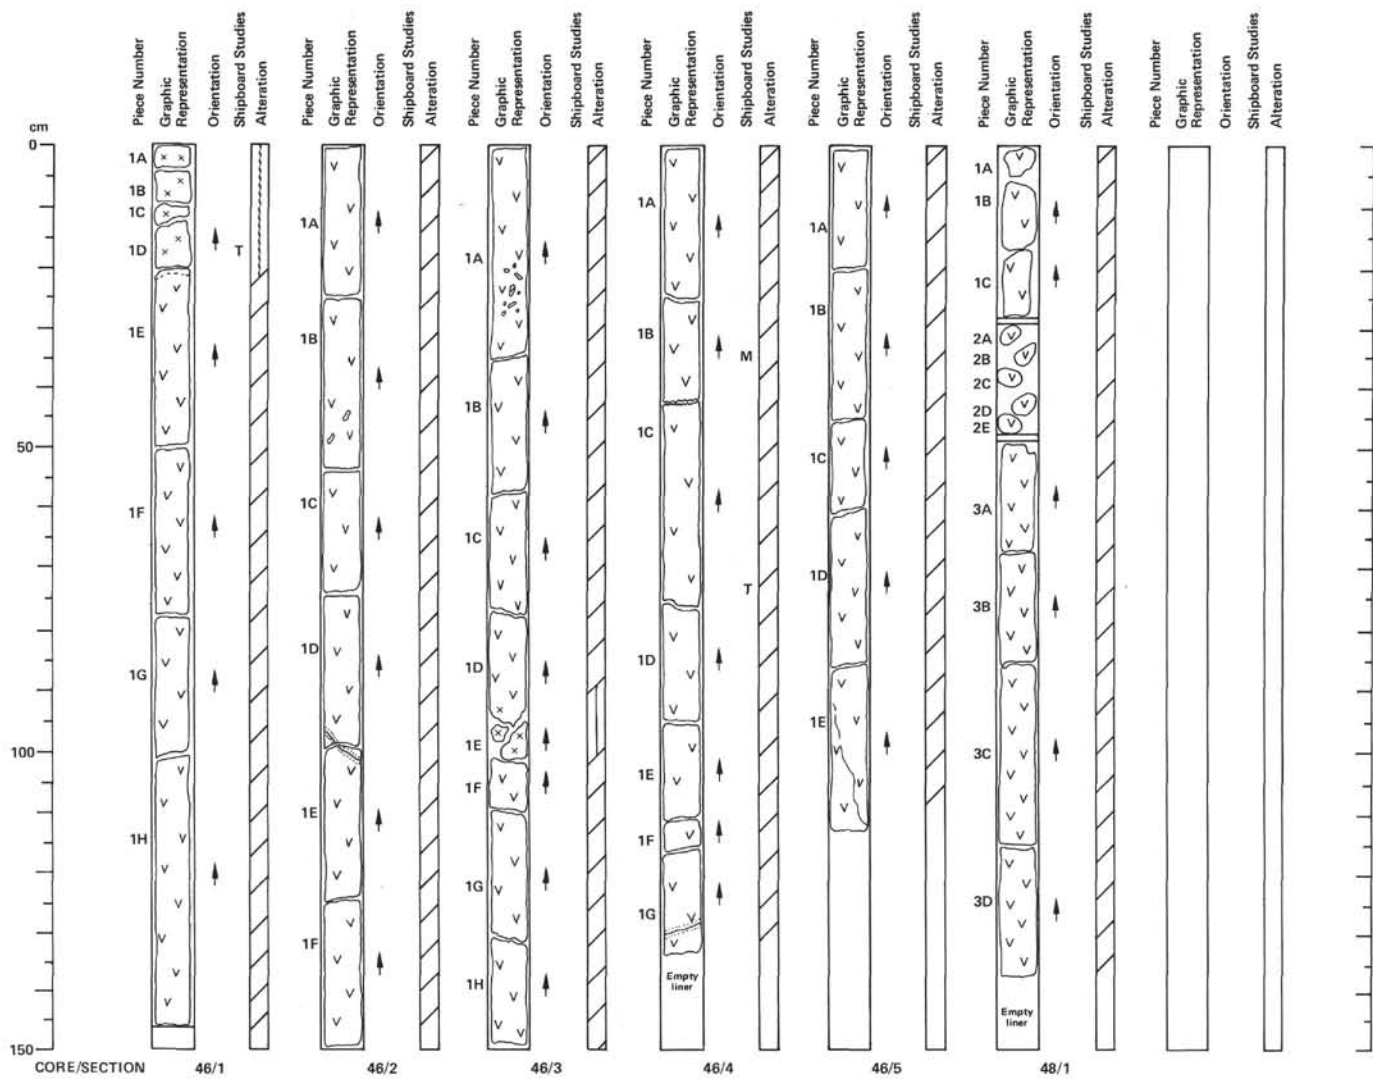 Piece Number Graphic Representation Orientation Shipboard Studies Alteration
Piece Number Graphic Representation Orientation Shipboard Studies Alteration
Piece Number Graphic Representation Orientation Shipboard Studies Alteration
Piece Number Graphic Representation Orientation Shipboard Studies Alteration
Piece Number Graphic Representation Orientation Shipboard Studies Alteration
Piece Number Graphic Representation Orientation Shipboard Studies Alteration
Piece Number Graphic Representation Orientation Shipboard Studies Alteration
cm
0
50
100
150
1A
1B
1C
1D
T
1E
1F
1G
1H
1A
1B
1C
1D
1E
1F
1A
1B
1C
1D
1E
1F
1G
1H
1A
1B
M
1C
T
1D
1E
1F
1G
Empty
liner
1A
1B
1C
1D
1E
1A
1B
1C
2A
2B
2C
2D
2E
3A
3B
3C
3D
Empty
liner
CORE/SECTION 46/1 46/2 46/3 46/4 46/5 48/1